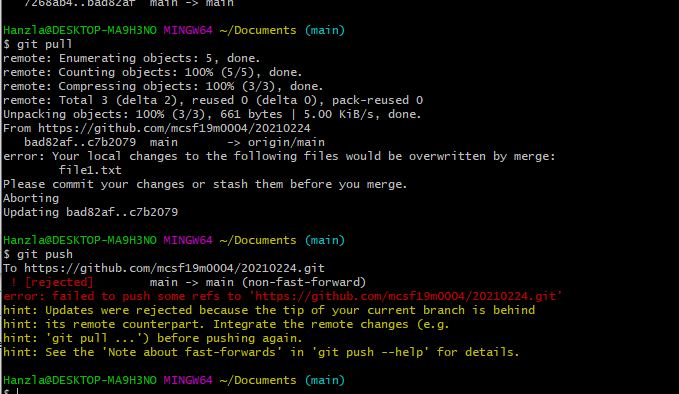 7268ab4..bad82af  main -> main
Hanzla@DESKTOP-MA9H3NO MINGW64 ~/Documents (main)
$ git pull
remote: Enumerating objects: 5, done.
remote: Counting objects: 100% (5/5), done.
remote: Compressing objects: 100% (3/3), done.
remote: Total 3 (delta 2), reused 0 (delta 0), pack-reused 0
Unpacking objects: 100% (3/3), 661 bytes | 5.00 KiB/s, done.
From https://github.com/mcsf19m0004/20210224
   bad82af..c7b2079  main       -> origin/main
error: Your local changes to the following files would be overwritten by merge:
        file1.txt
Please commit your changes or stash them before you merge.
Aborting
Updating bad82af..c7b2079
Hanzla@DESKTOP-MA9H3NO MINGW64 ~/Documents (main)
$ git push
To https://github.com/mcsf19m0004/20210224.git
 ! [rejected]        main -> main (non-fast-forward)
error: failed to push some refs to 'https://github.com/mcsf19m0004/20210224.git'
hint: Updates were rejected because the tip of your current branch is behind
hint: its remote counterpart. Integrate the remote changes (e.g.
hint: 'git pull ...') before pushing again.
hint: See the 'Note about fast-forwards' in 'git push --help' for details.
Hanzla@DESKTOP-MA9H3NO MINGW64 ~/Documents (main)
$